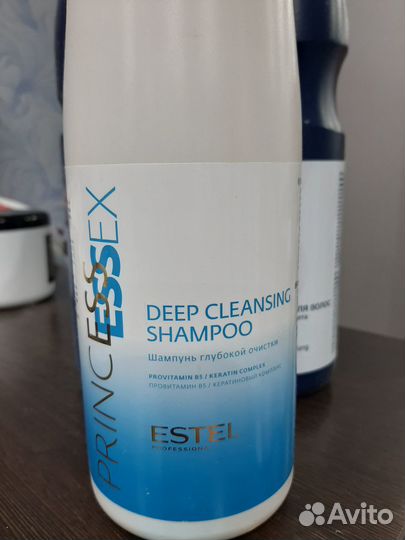 PRINCESS
ESSEX
DEEP CLEANSING
SHAMPOO
Шампунь глубокой очистки
PROVITAMIN B5 / KERATIN COMPLEX
ПРОВИТАМИН B5 / КЕРАТИНОВЫЙ КОМПЛЕКС
ESTEL
PROFESSIONAL
ВОЛОС
Avito